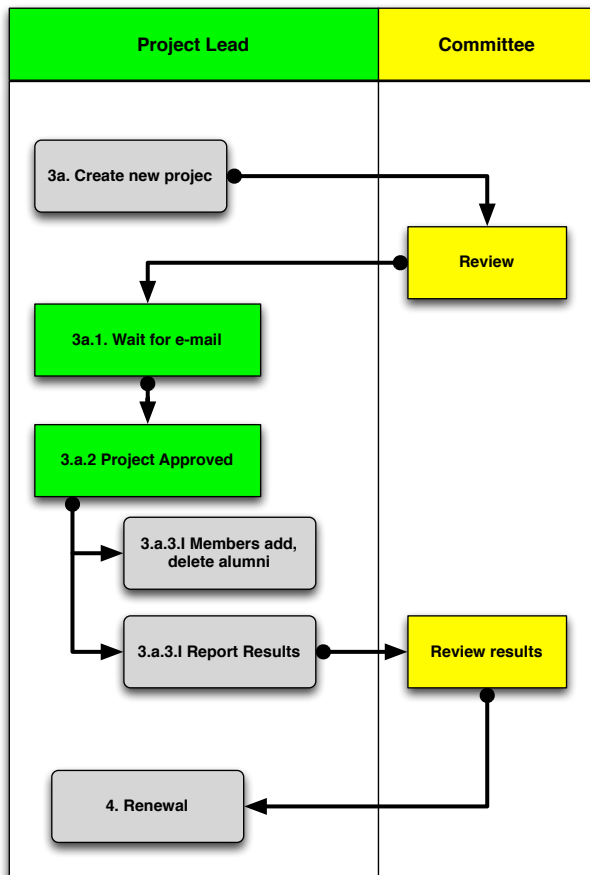 Project Lead
Committee
3a. Create new projec
Review
3a.1. Wait for e-mail
3.a.2 Project Approved
3.a.3.I Members add,
delete alumni
3.a.3.I Report Results
Review results
4. Renewal